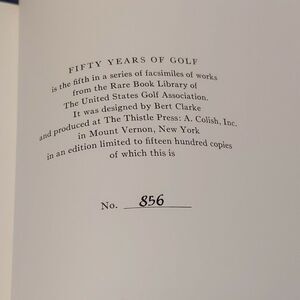 FIFTY YEARS OF GOLF
is the fifth in a series of facsimiles of works
from the Rare Book Library of
The United States Golf Association.
It was designed by Bert Clarke
and produced at The Thistle Press: A. Colish, Inc.
in Mount Vernon, New York
in an edition limited to fifteen hundred copies
of which this is
No. 856